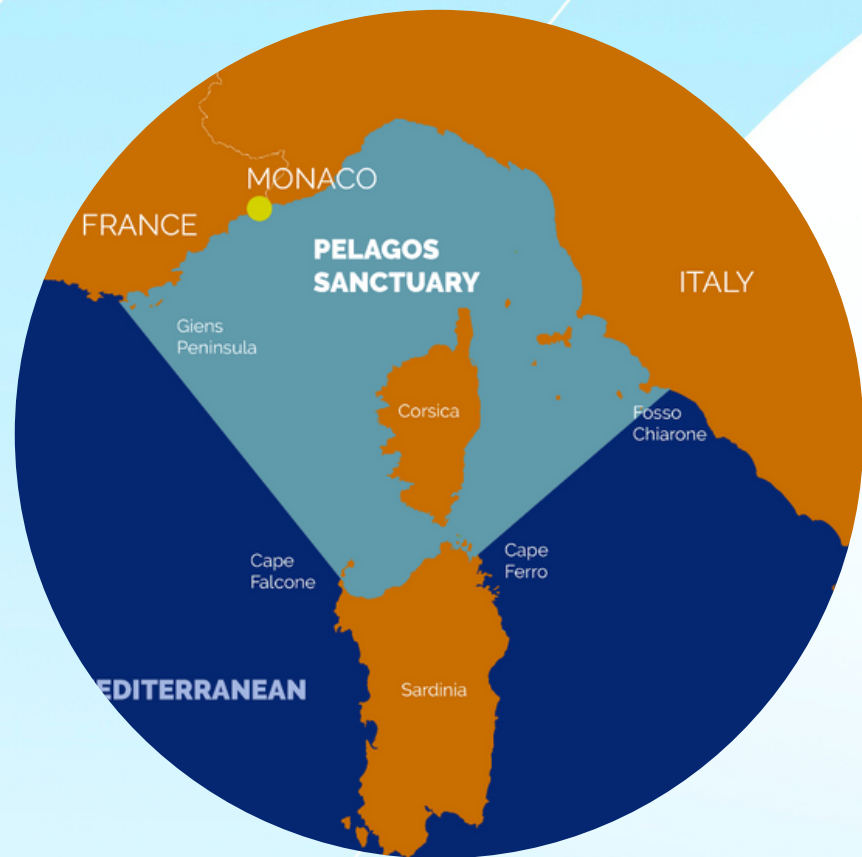 MONACO
FRANCE
PELAGOS
SANCTUARY
ITALY
Giens
Peninsula
Corsica
Fosso
Chiarone
Cape
Falcone
Cape
Ferro
EDITERRANEAN
Sardinia